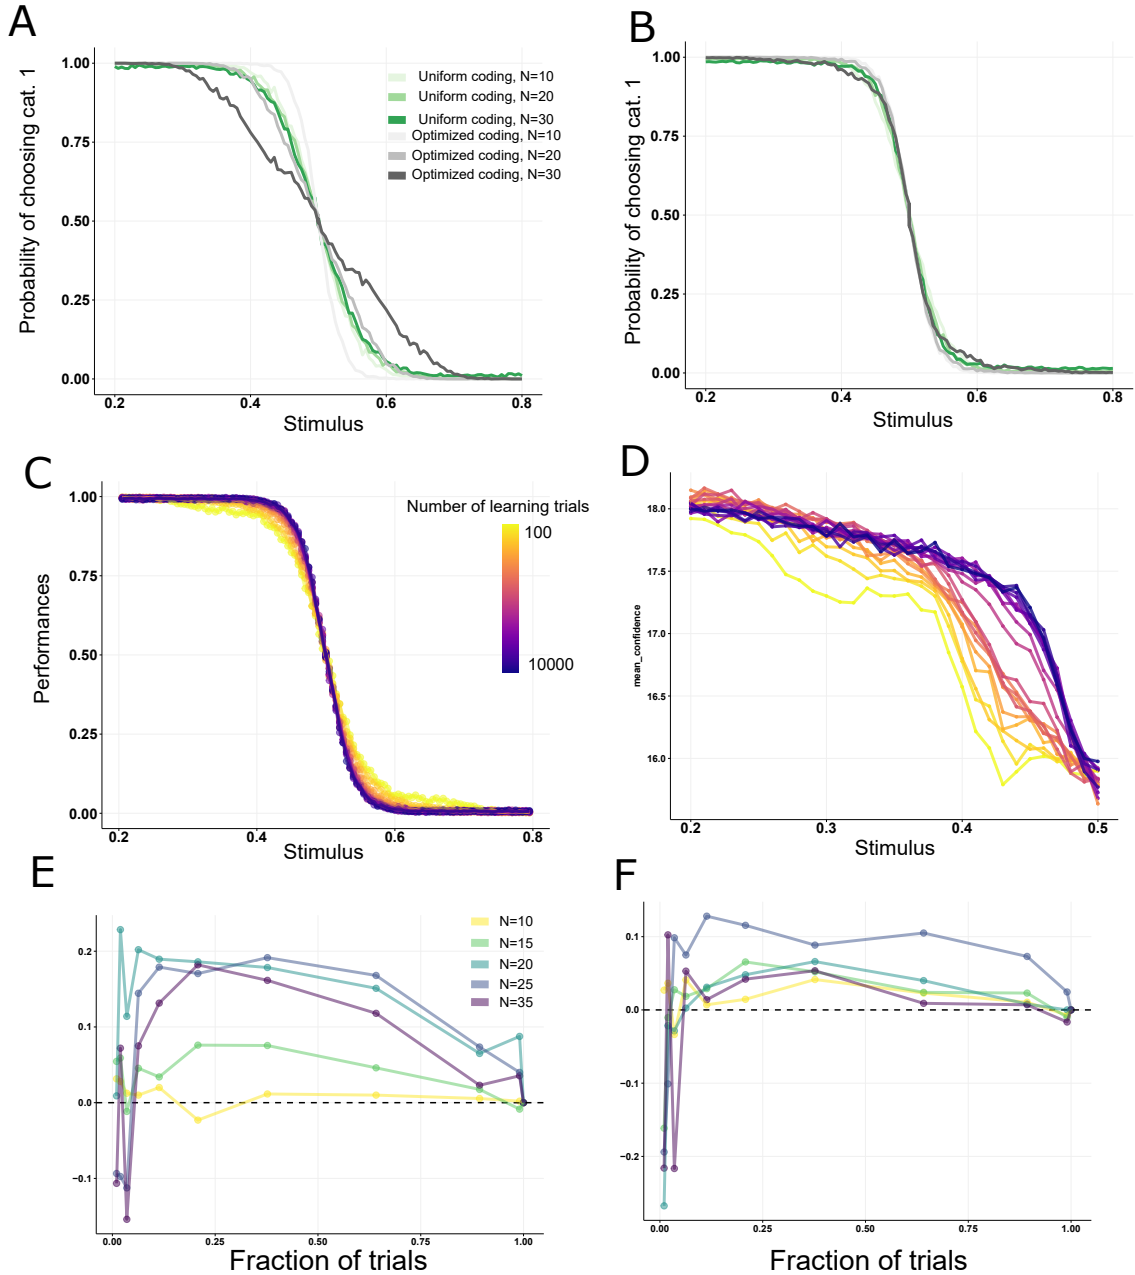 A
1.00
0.75
0.50
0.25
0.00
0.2
0.4
0.6
0.8
Probability of choosing cat. 1
Stimulus
Uniform coding, N=10
Uniform coding, N=20
Uniform coding, N=30
Optimized coding, N=10
Optimized coding, N=20
Optimized coding, N=30
B
1.00
0.75
0.50
0.25
0.00
0.2
0.4
0.6
0.8
Probability of choosing cat. 1
Stimulus
C
1.00
0.75
0.50
0.25
0.00
0.2
0.4
0.6
0.8
Performances
Stimulus
Number of learning trials
100
10000
D
18.0
17.5
17.0
16.5
16.0
0.2
0.3
0.4
0.5
mean_confidence
Stimulus
E
0.2
0.1
0.0
−0.1
0.00
0.25
0.50
0.75
1.00
Fraction of trials
N=10
N=15
N=20
N=25
N=35
F
0.1
0.0
−0.1
−0.2
0.00
0.25
0.50
0.75
1.00
Fraction of trials